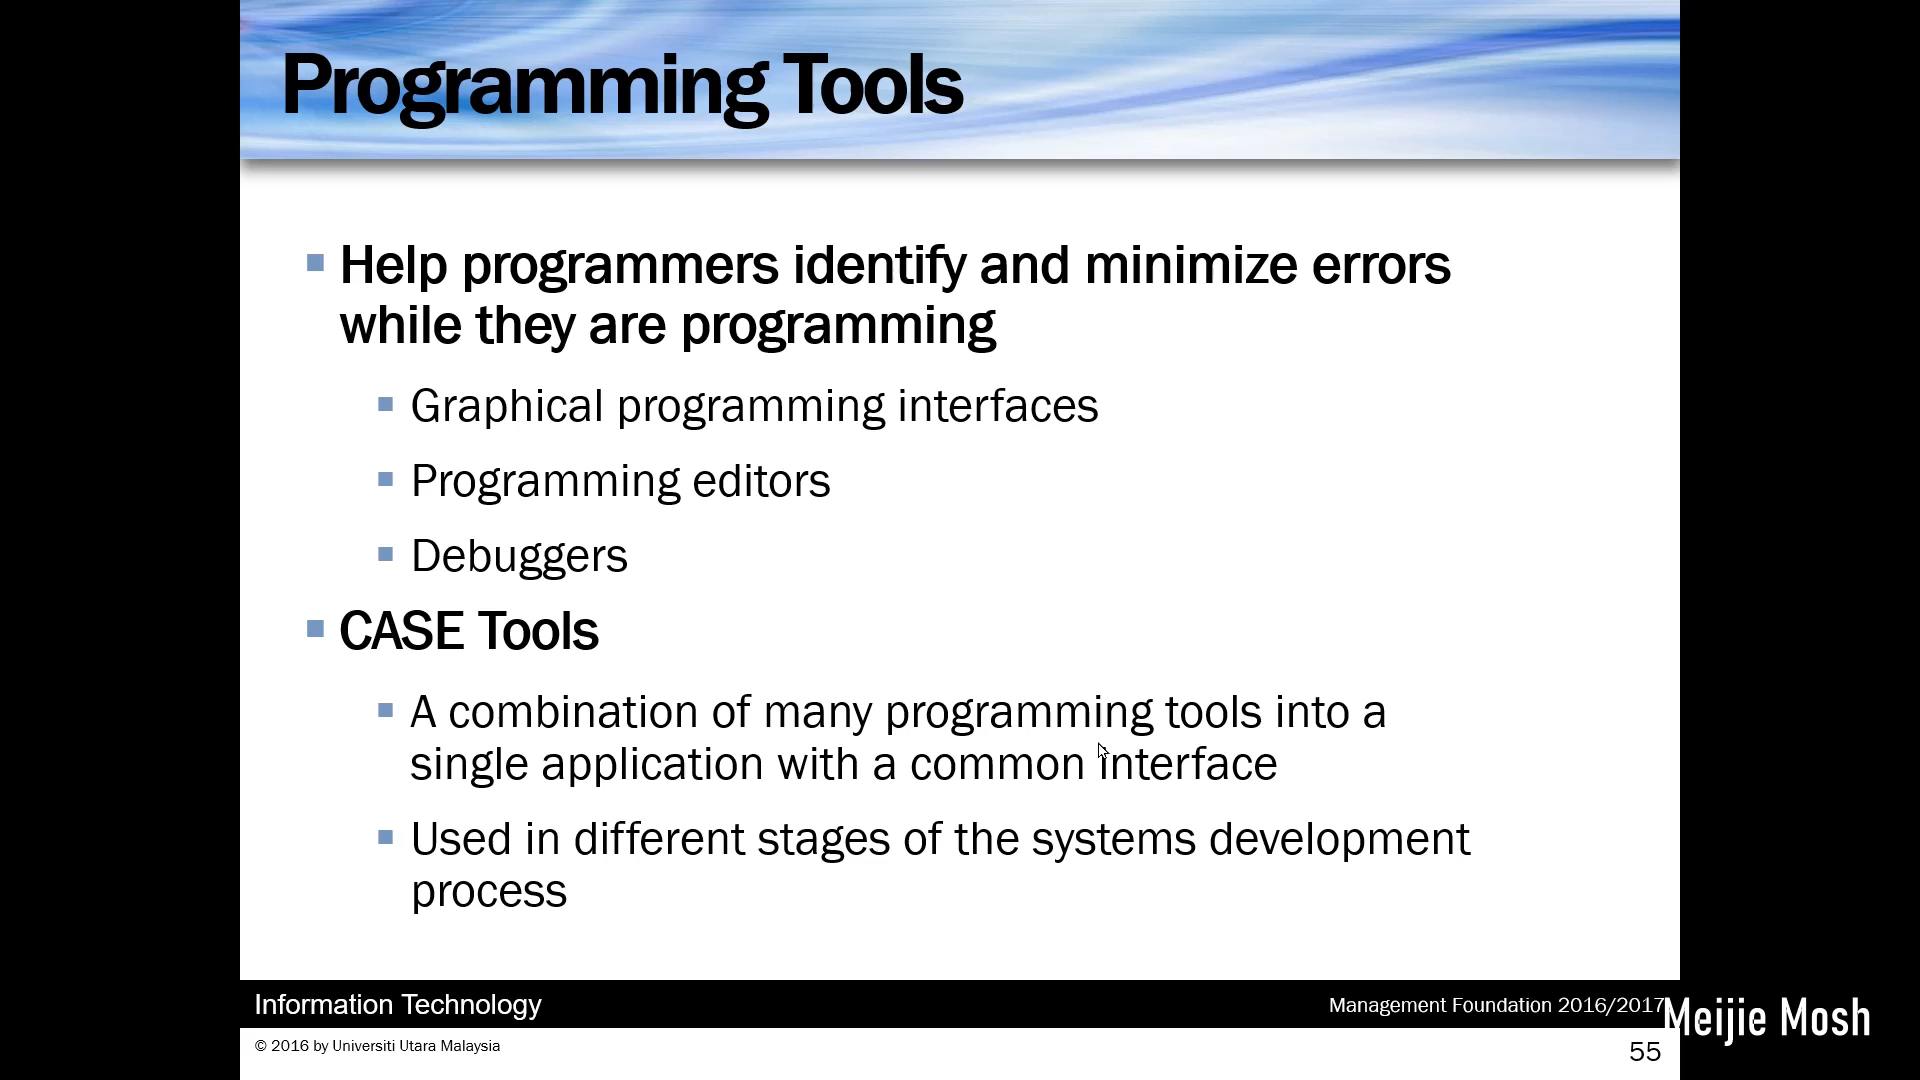 Programming Tools
Help programmers identify and minimize errors
while they are programming
Graphical programming interfaces
Programming editors
Debuggers
CASE Tools
A combination of many programming tools into a
single application with a common interface
Used in different stages of the systems development
process
Information Technology
Management Foundation 2016/2017
Meijie Mosh
© 2016 by Universiti Utara Malaysia
55